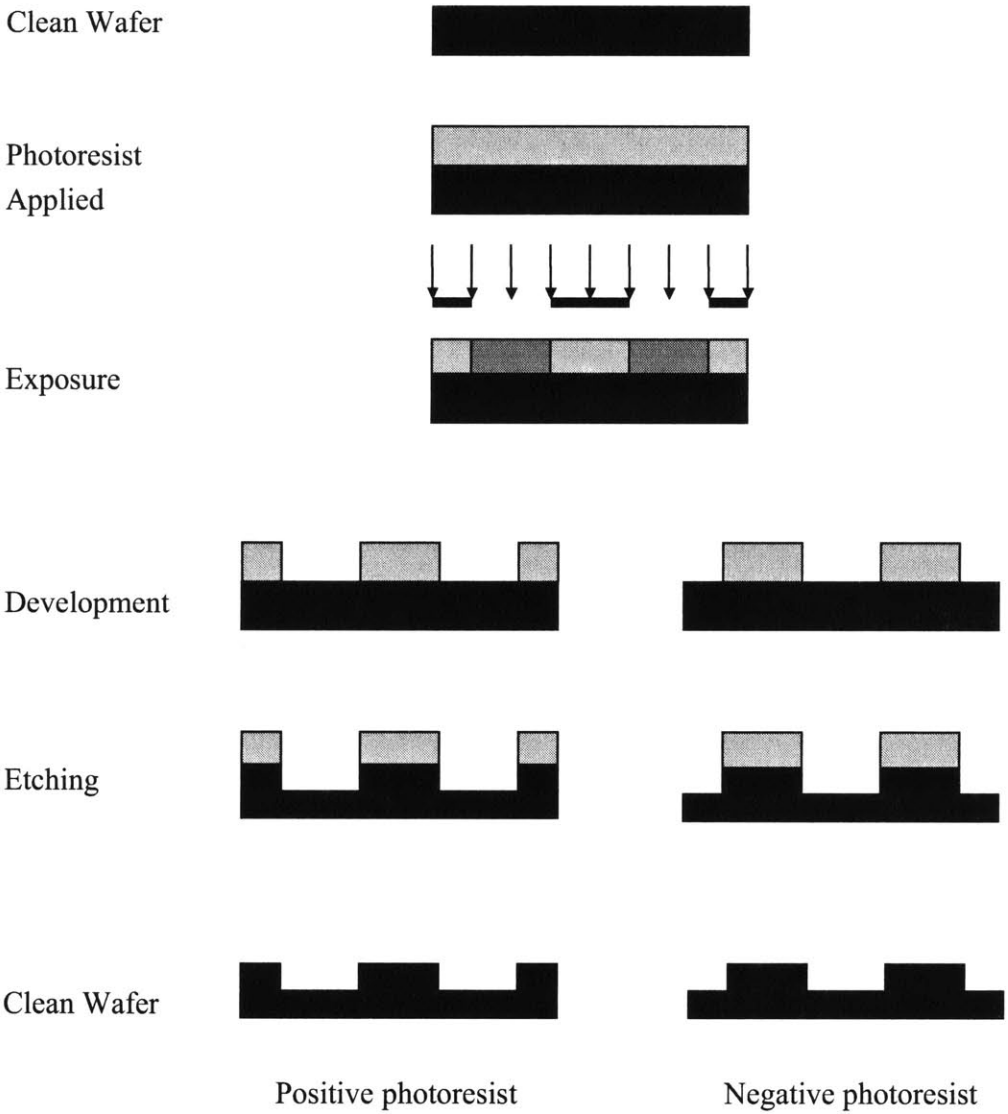 Clean Wafer
Photoresist
Applied
Exposure
Development
Etching
Clean Wafer
Positive photoresist
Negative photoresist